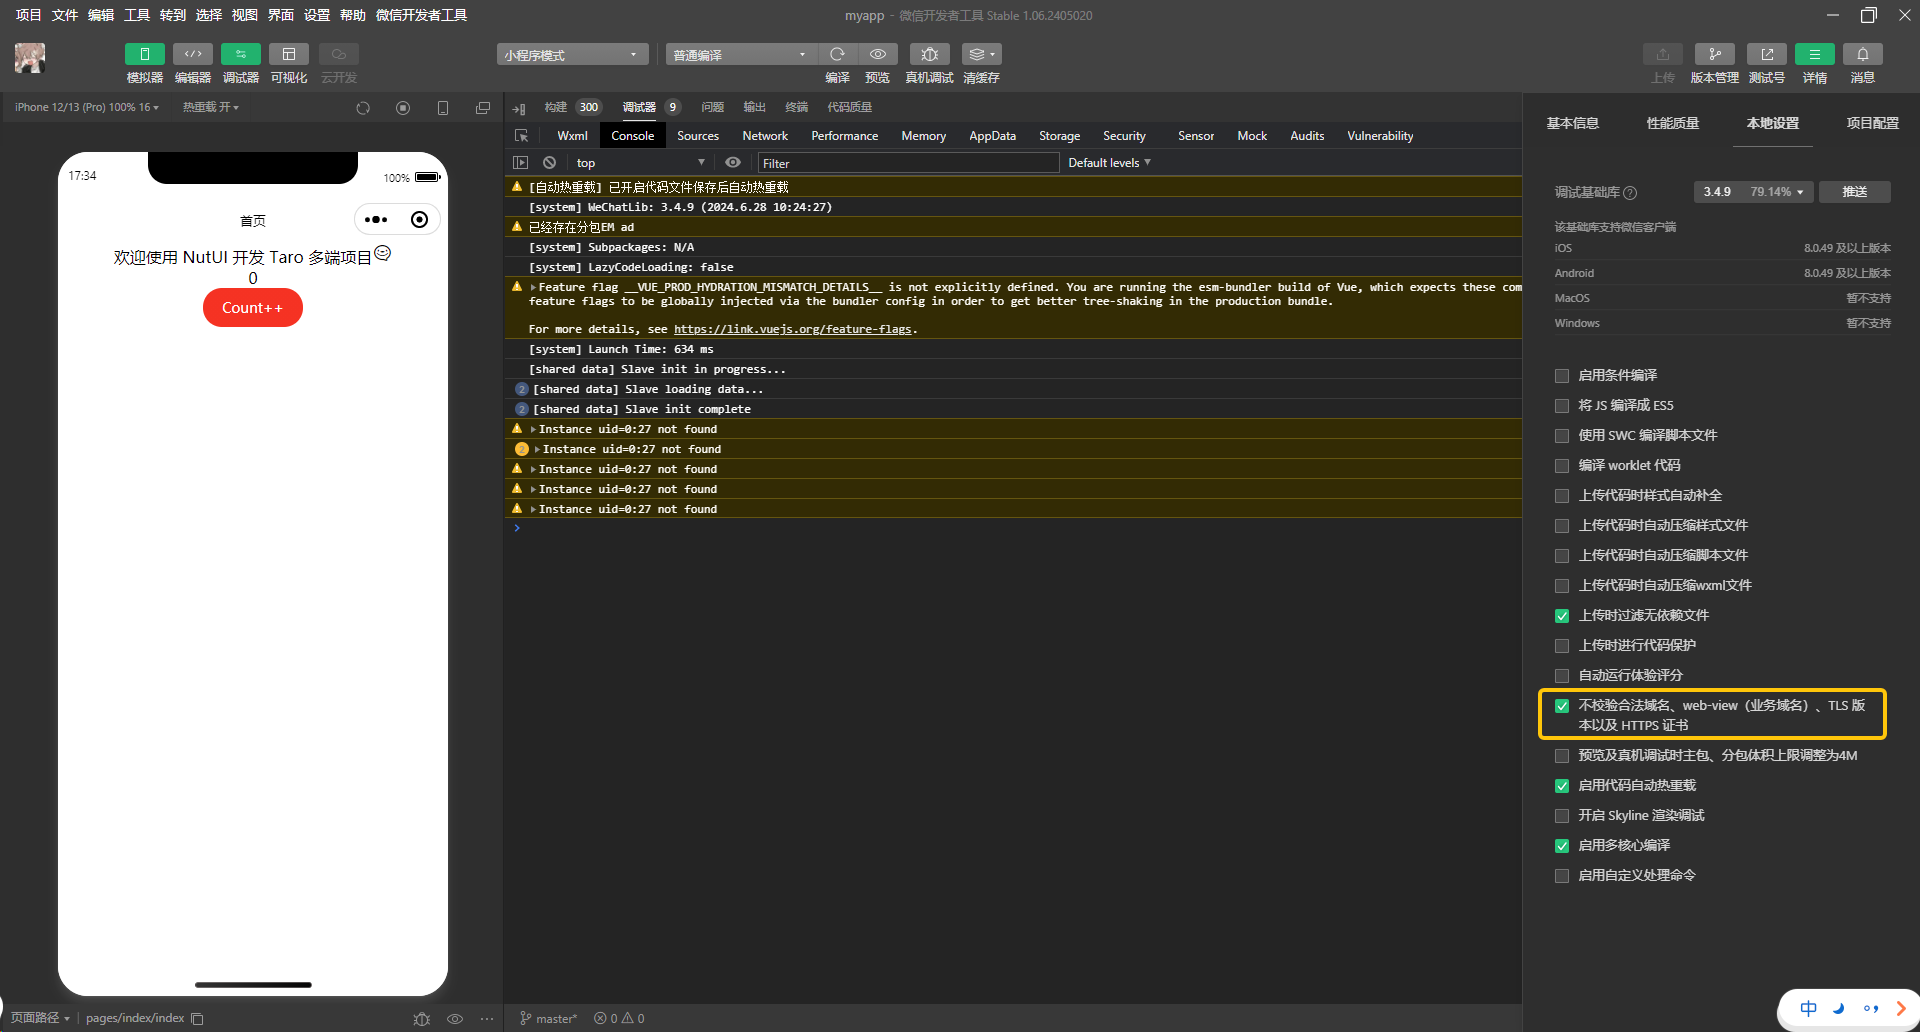 项目 文件 编辑 工具 转到 选择 视图 界面 设置 帮助 微信开发者工具
myapp - 微信开发者工具 Stable 1.06.2405020
小程序模式
普通编译
模拟器 编辑器 调试器 可视化 云开发
编译 预览 真机调试 清缓存
上传 版本管理 测试号 详情 消息
iPhone 12/13 (Pro) 100% 16
热重载 开
17:34
100%
首页
欢迎使用 NutUI 开发 Taro 多端项目
0
Count++
页面路径
pages/index/index
构建 300 调试器 9 问题 输出 终端 代码质量
Wxml Console Sources Network Performance Memory AppData Storage Security Sensor Mock Audits Vulnerability
top
Filter
Default levels
[自动热重载] 已开启代码文件保存后自动热重载
[system] WeChatLib: 3.4.9 (2024.6.28 10:24:27)
已经存在分包EM ad
[system] Subpackages: N/A
[system] LazyCodeLoading: false
Feature flag __VUE_PROD_HYDRATION_MISMATCH_DETAILS__ is not explicitly defined. You are running the esm-bundler build of Vue, which expects these com
feature flags to be globally injected via the bundler config in order to get better tree-shaking in the production bundle.
For more details, see https://link.vuejs.org/feature-flags.
[system] Launch Time: 634 ms
[shared data] Slave init in progress...
2 [shared data] Slave loading data...
2 [shared data] Slave init complete
Instance uid=0:27 not found
2 Instance uid=0:27 not found
Instance uid=0:27 not found
Instance uid=0:27 not found
Instance uid=0:27 not found
master*
0 0
基本信息 性能质量 本地设置 项目配置
调试基础库 ? 3.4.9 79.14% 推送
该基础库支持微信客户端
iOS 8.0.49 及以上版本
Android 8.0.49 及以上版本
MacOS 暂不支持
Windows 暂不支持
启用条件编译
将 JS 编译成 ES5
使用 SWC 编译脚本文件
编译 worklet 代码
上传代码时样式自动补全
上传代码时自动压缩样式文件
上传代码时自动压缩脚本文件
上传代码时自动压缩wxml文件
上传时过滤无依赖文件
上传时进行代码保护
自动运行体验评分
不校验合法域名、web-view（业务域名）、TLS 版
本以及 HTTPS 证书
预览及真机调试时主包、分包体积上限调整为4M
启用代码自动热重载
开启 Skyline 渲染调试
启用多核心编译
启用自定义处理命令
中